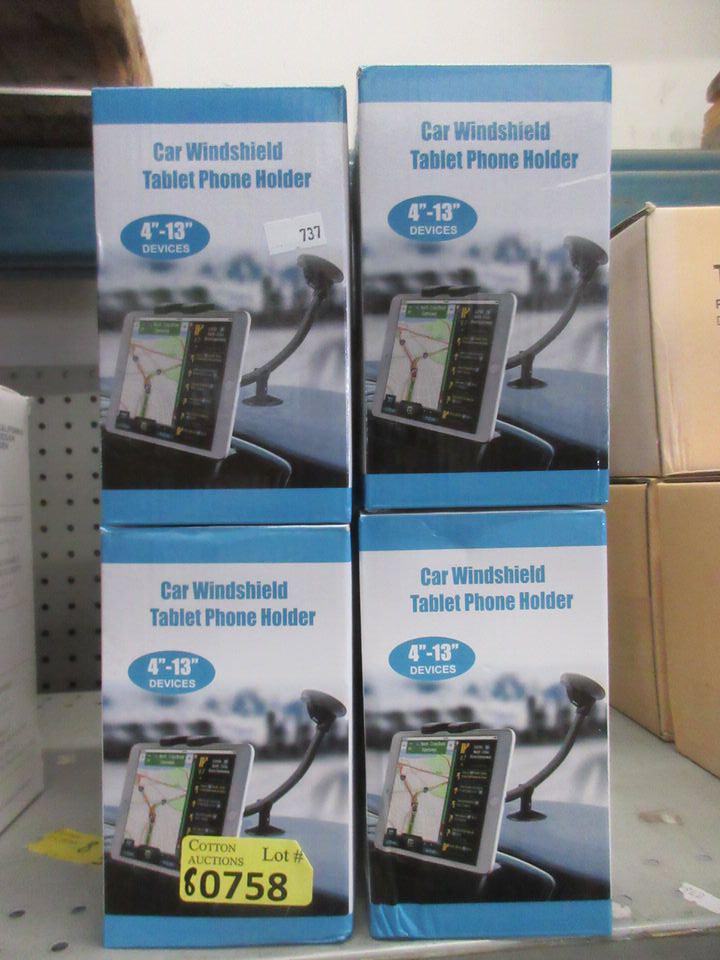 Car Windshield
Tablet Phone Holder
4"-13"
DEVICES
737
Car Windshield
Tablet Phone Holder
4"-13"
DEVICES
Car Windshield
Tablet Phone Holder
4"-13"
DEVICES
COTTON
AUCTIONS
Lot #
60758
Car Windshield
Tablet Phone Holder
4"-13"
DEVICES